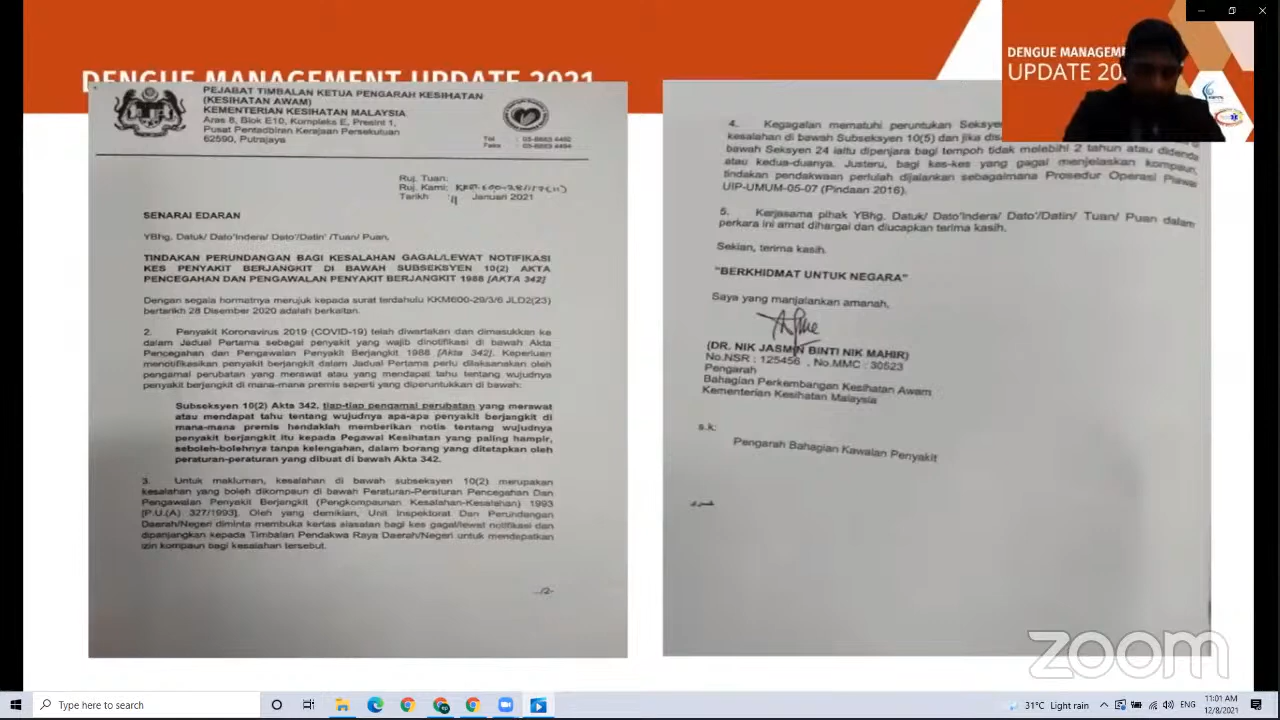 DENGUE MANAGEMENT UPDATE 2021
PEJABAT TIMBALAN KETUA PENGARAH KESIHATAN
(KESIHATAN AWAM)
KEMENTERIAN KESIHATAN MALAYSIA
Aras 8, Blok E10, Kompleks E, Presint 1,
Pusat Pentadbiran Kerajaan Persekutuan
62590, Putrajaya
Tel : 03-8883
Faks : 03-8883
Ruj. Tuan:
Ruj. Kami:
Tarikh : 11 Januari 2021
SENARAI EDARAN
YBhg. Datuk/ Dato'Indera/ Dato'/Datin' /Tuan/ Puan,
TINDAKAN PERUNDANGAN BAGI KESALAHAN GAGAL/LEWAT NOTIFIKASI
KES PENYAKIT BERJANGKIT DI BAWAH SUBSEKSYEN 10(2) AKTA
PENCEGAHAN DAN PENGAWALAN PENYAKIT BERJANGKIT 1988 [AKTA 342]
Dengan segala hormatnya merujuk kepada surat terdahulu KKM600-29/3/6 JLD2(23)
bertarikh 28 Disember 2020 adalah berkaitan.
2. Penyakit Koronavirus 2019 (COVID-19) telah diwartakan dan dimasukkan ke
dalam Jadual Pertama sebagai penyakit yang wajib dinotifikasi di bawah Akta
Pencegahan dan Pengawalan Penyakit Berjangkit 1988 [Akta 342]. Keperluan
menotifikasikan penyakit berjangkit dalam Jadual Pertama perlu dilaksanakan oleh
pengamal perubatan yang merawat atau yang mendapat tahu tentang wujudnya
penyakit berjangkit di mana-mana premis seperti yang diperuntukkan di bawah:
Subseksyen 10(2) Akta 342, tiap-tiap pengamal perubatan yang merawat
atau mendapat tahu tentang wujudnya apa-apa penyakit berjangkit di
mana-mana premis hendaklah memberikan notis tentang wujudnya
penyakit berjangkit itu kepada Pegawai Kesihatan yang paling hampir,
seboleh-bolehnya tanpa kelengahan, dalam borang yang ditetapkan oleh
peraturan-peraturan yang dibuat di bawah Akta 342.
3. Untuk makluman, kesalahan di bawah subseksyen 10(2) merupakan
kesalahan yang boleh dikompaun di bawah Peraturan-Peraturan Pencegahan Dan
Pengawalan Penyakit Berjangkit (Pengkompaunan Kesalahan-Kesalahan) 1993
[P.U.(A) 327/1993]. Oleh yang demikian, Unit Inspektorat Dan Perundangan
Daerah/Negeri diminta membuka kertas siasatan bagi kes gagal/lewat notifikasi dan
dipanjangkan kepada Timbalan Pendakwa Raya Daerah/Negeri untuk mendapatkan
izin kompaun bagi kesalahan tersebut.
.../2-
4. Kegagalan mematuhi peruntukan
kesalahan di bawah Subseksyen 10(5) dan jika
bawah Seksyen 24 iaitu dipenjara bagi tempoh tidak melebihi 2 tahun atau didenda
atau kedua-duanya. Justeru, bagi kes-kes yang gagal menjelaskan kompaun,
tindakan pendakwaan perlulah dijalankan sebagaimana Prosedur Operasi Piawai
UIP-UMUM-05-07 (Pindaan 2016).
5. Kerjasama pihak YBhg. Datuk/ Dato'Indera/ Dato'/Datin/ Tuan/ Puan dalam
perkara ini amat dihargai dan diucapkan terima kasih.
Sekian, terima kasih.
"BERKHIDMAT UNTUK NEGARA"
Saya yang menjalankan amanah,
(DR. NIK JASMIN BINTI NIK MAHIR)
No.NSR : 125456 , No.MMC : 30523
Pengarah
Bahagian Perkembangan Kesihatan Awam
Kementerian Kesihatan Malaysia
s.k:
Pengarah Bahagian Kawalan Penyakit
DENGUE
UPDATE
zoom
Type here to search
31°C Light rain
ENG
11:01 AM
12/8/2021